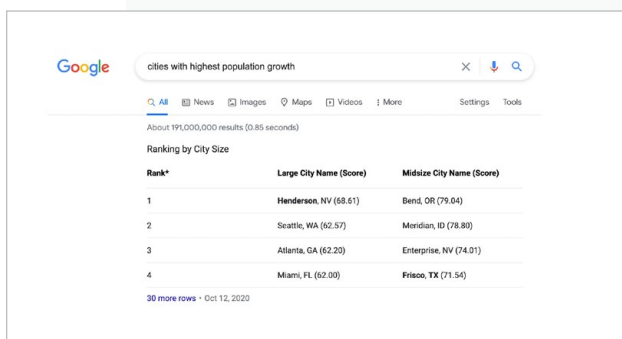 Google
cities with highest population growth
All News Images Maps Videos More Settings Tools
About 191,000,000 results (0.85 seconds)
Ranking by City Size
Rank* Large City Name (Score) Midsize City Name (Score)
1 Henderson, NV (68.61) Bend, OR (79.04)
2 Seattle, WA (62.57) Meridian, ID (78.80)
3 Atlanta, GA (62.20) Enterprise, NV (74.01)
4 Miami, FL (62.00) Frisco, TX (71.54)
30 more rows • Oct 12, 2020